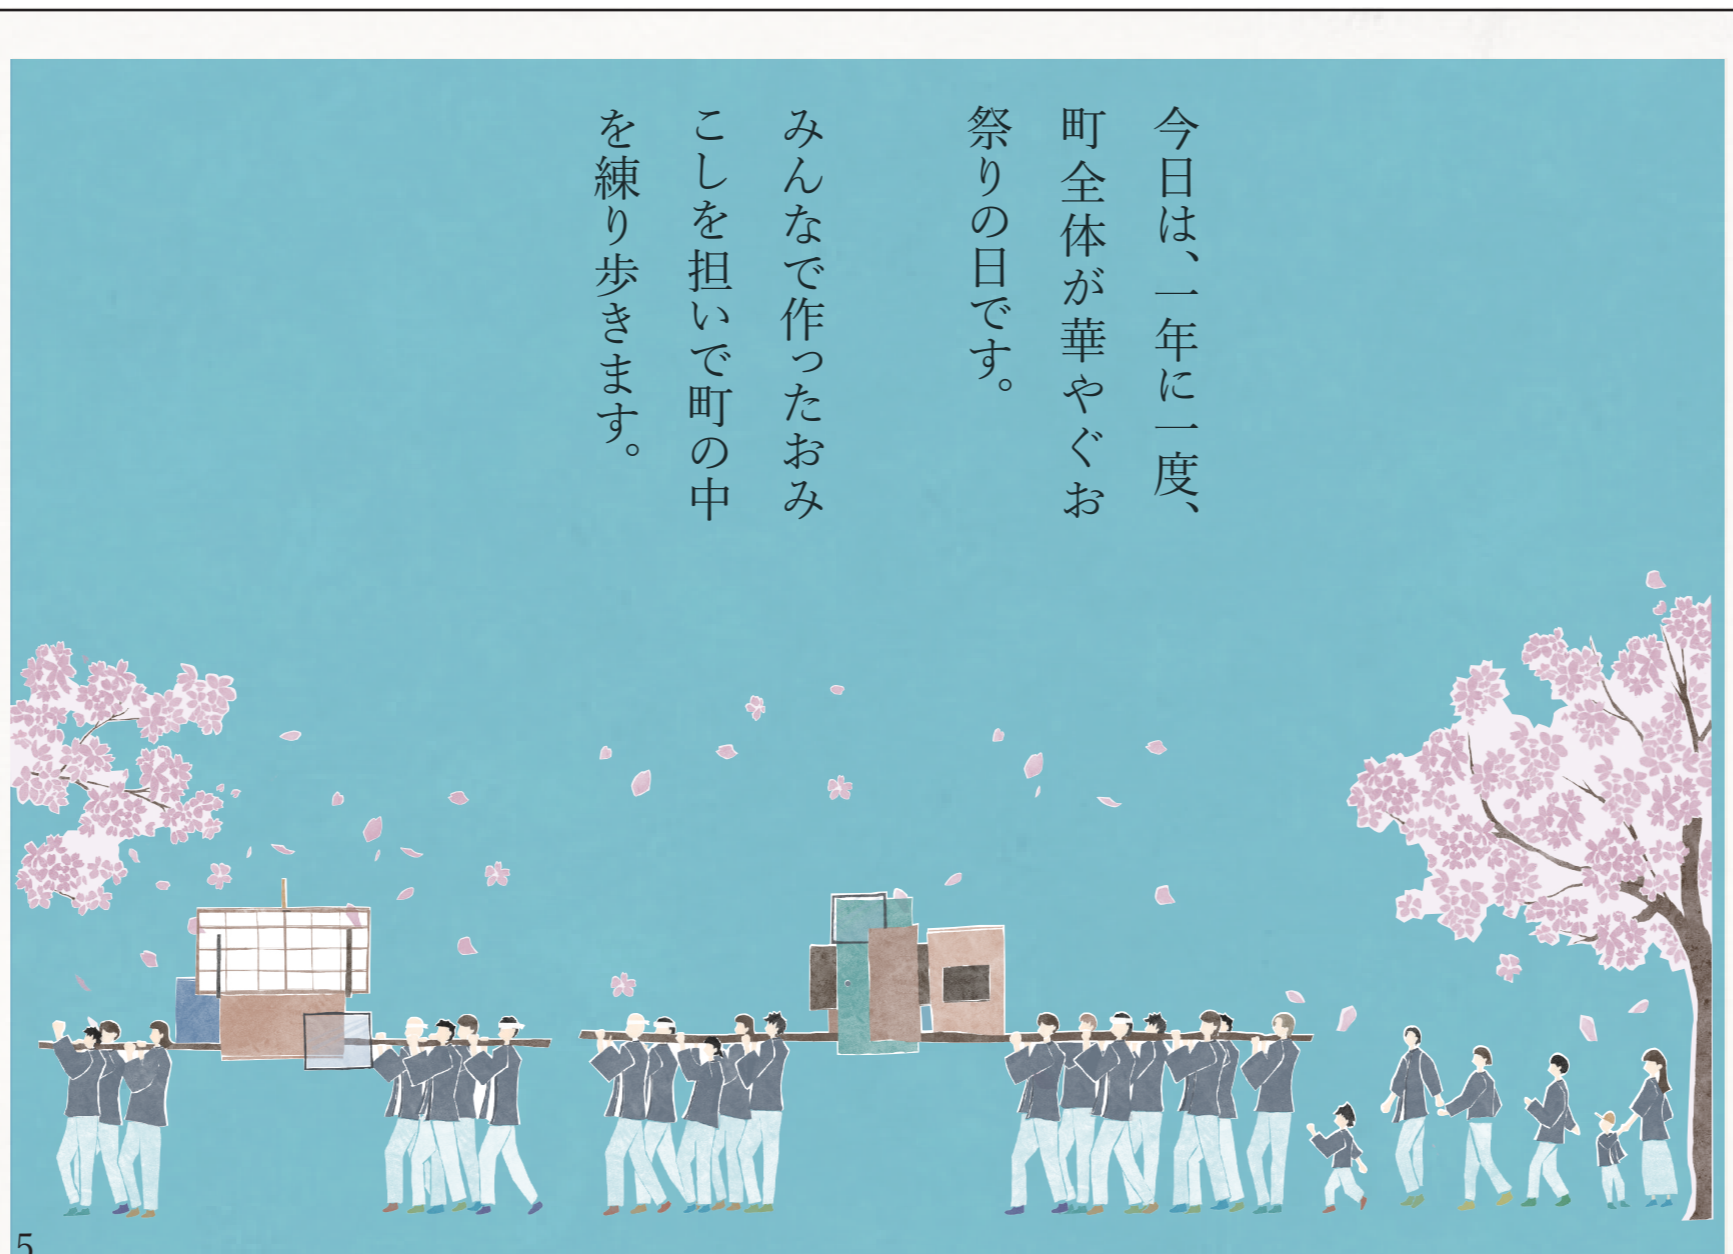 今日は、一年に一度、
町全体が華やぐお
祭りの日です。
みんなで作ったおみ
こしを担いで町の中
を練り歩きます。
5